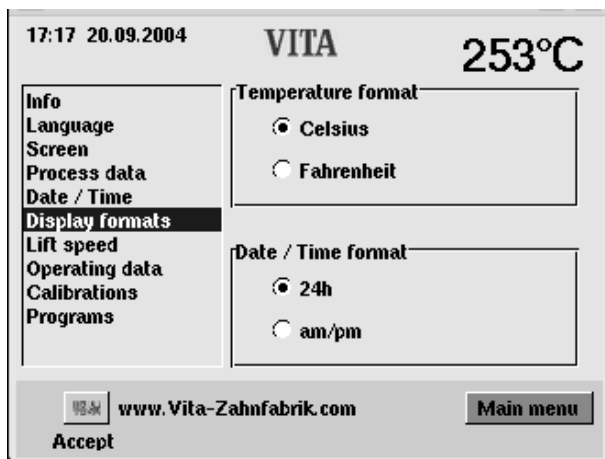 17:17 20.09.2004
VITA
253°C
Info
Language
Screen
Process data
Date / Time
Display formats
Lift speed
Operating data
Calibrations
Programs
Temperature format
Celsius
Fahrenheit
Date / Time format
24h
am/pm
www.Vita-Zahnfabrik.com
Main menu
Accept